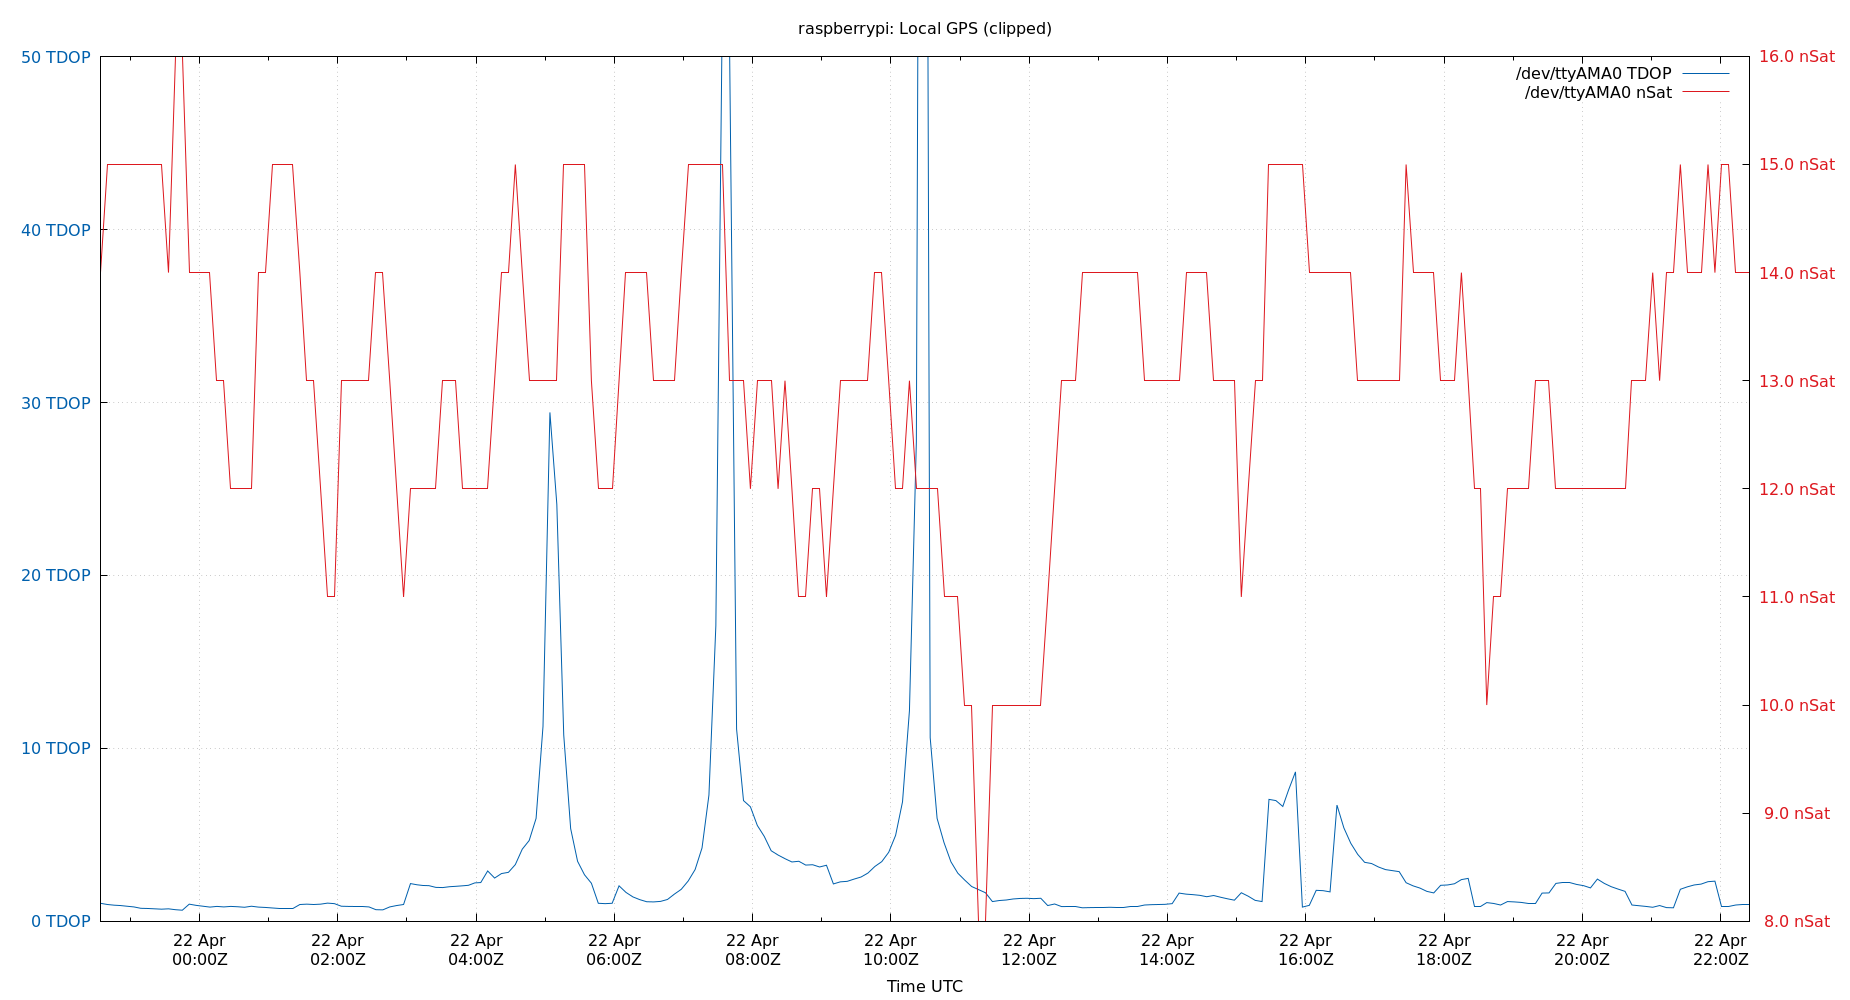 raspberrypi: Local GPS (clipped)
50 TDOP
40 TDOP
30 TDOP
20 TDOP
10 TDOP
0 TDOP
16.0 nSat
15.0 nSat
14.0 nSat
13.0 nSat
12.0 nSat
11.0 nSat
10.0 nSat
9.0 nSat
8.0 nSat
/dev/ttyAMA0 TDOP
/dev/ttyAMA0 nSat
22 Apr
00:00Z
22 Apr
02:00Z
22 Apr
04:00Z
22 Apr
06:00Z
22 Apr
08:00Z
22 Apr
10:00Z
22 Apr
12:00Z
22 Apr
14:00Z
22 Apr
16:00Z
22 Apr
18:00Z
22 Apr
20:00Z
22 Apr
22:00Z
Time UTC